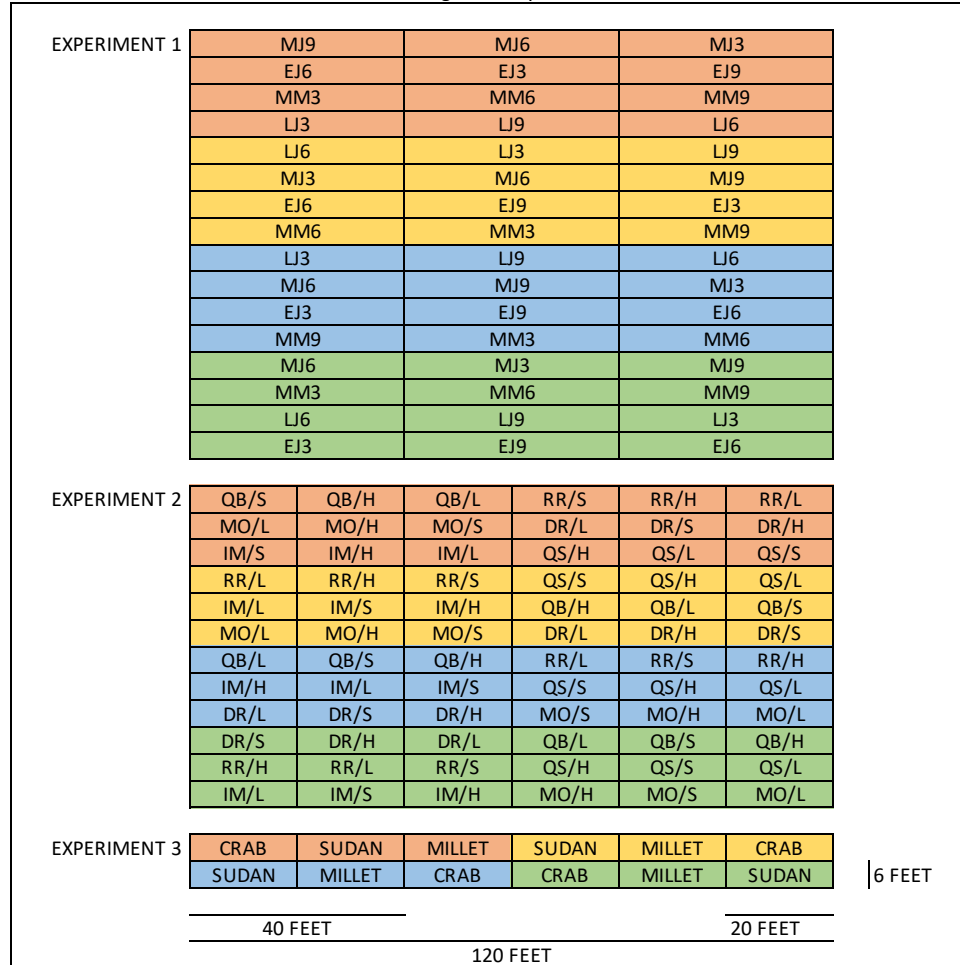 EXPERIMENT 1 MJ9 MJ6 MJ3
EJ6 EJ3 EJ9
MM3 MM6 MM9
LJ3 LJ9 LJ6
LJ6 LJ3 LJ9
MJ3 MJ6 MJ9
EJ6 EJ9 EJ3
MM6 MM3 MM9
LJ3 LJ9 LJ6
MJ6 MJ9 MJ3
EJ3 EJ9 EJ6
MM9 MM3 MM6
MJ6 MJ3 MJ9
MM3 MM6 MM9
LJ6 LJ9 LJ3
EJ3 EJ9 EJ6
EXPERIMENT 2 QB/S QB/H QB/L RR/S RR/H RR/L
MO/L MO/H MO/S DR/L DR/S DR/H
IM/S IM/H IM/L QS/H QS/L QS/S
RR/L RR/H RR/S QS/S QS/H QS/L
IM/L IM/S IM/H QB/H QB/L QB/S
MO/L MO/H MO/S DR/L DR/H DR/S
QB/L QB/S QB/H RR/L RR/S RR/H
IM/H IM/L IM/S QS/S QS/H QS/L
DR/L DR/S DR/H MO/S MO/H MO/L
DR/S DR/H DR/L QB/L QB/S QB/H
RR/H RR/L RR/S QS/H QS/S QS/L
IM/L IM/S IM/H MO/H MO/S MO/L
EXPERIMENT 3 CRAB SUDAN MILLET SUDAN MILLET CRAB
SUDAN MILLET CRAB CRAB MILLET SUDAN 6 FEET
40 FEET 20 FEET
120 FEET